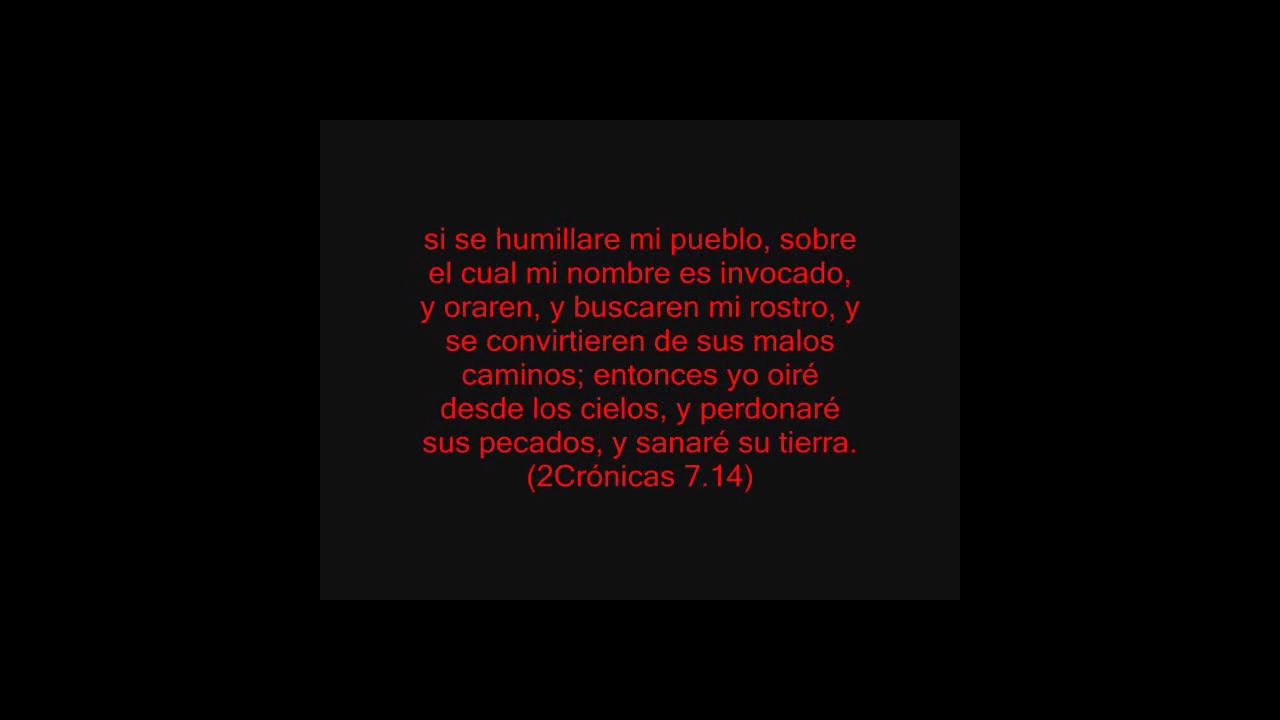 si se humillare mi pueblo, sobre
el cual mi nombre es invocado,
y oraren, y buscaren mi rostro, y
se convirtieren de sus malos
caminos; entonces yo oiré
desde los cielos, y perdonaré
sus pecados, y sanaré su tierra.
(2Crónicas 7.14)